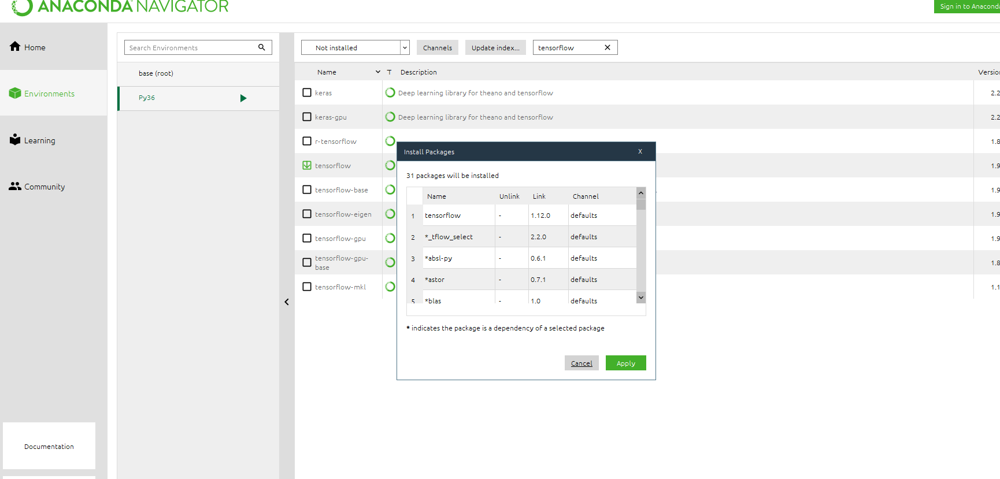 ANACONDA NAVIGATOR
Sign in to Anaconda
Home
Environments
Learning
Community
Documentation
Search Environments
base (root)
Py36
Not installed
Channels
Update index...
tensorflow
X
Name
T
Description
keras
Deep learning library for theano and tensorflow
2.2
keras-gpu
Deep learning library for theano and tensorflow
2.2
r-tensorflow
1.8
tensorflow
1.9
tensorflow-base
1.9
tensorflow-eigen
1.9
tensorflow-gpu
1.9
tensorflow-gpu-
base
1.8
tensorflow-mkl
1.1
Install Packages
X
31 packages will be installed
Name Unlink Link Channel
1 tensorflow - 1.12.0 defaults
2 *_tflow_select - 2.2.0 defaults
3 *absl-py - 0.6.1 defaults
4 *astor - 0.7.1 defaults
5 *blas - 1.0 defaults
* indicates the package is a dependency of a selected package
Cancel
Apply